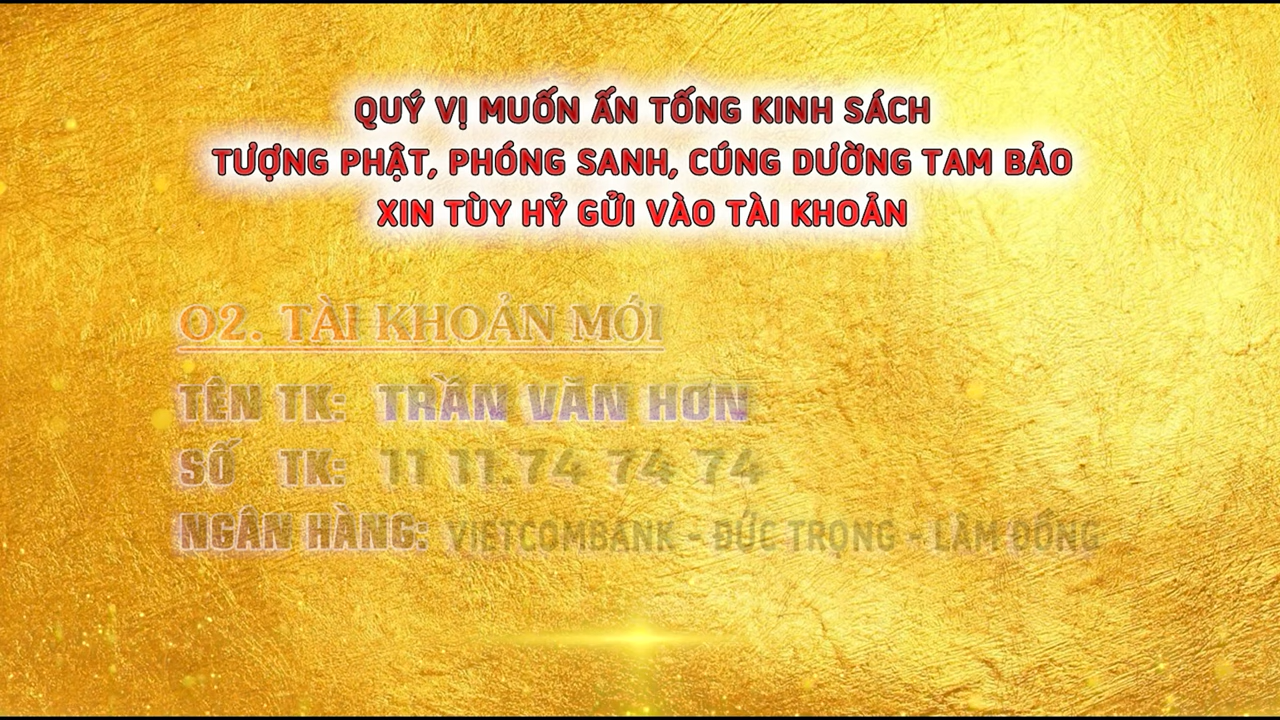 QUÝ VỊ MUỐN ẤN TỐNG KINH SÁCH
TƯỢNG PHẬT, PHÓNG SANH, CÚNG DƯỜNG TAM BẢO
XIN TÙY HỶ GỬI VÀO TÀI KHOẢN
02. TÀI KHOẢN MỚI
TÊN TK: TRẦN VĂN HƠN
SỐ TK: 11 11.74 74 74
NGÂN HÀNG: VIETCOMBANK - ĐỨC TRỌNG - LÂM ĐỒNG